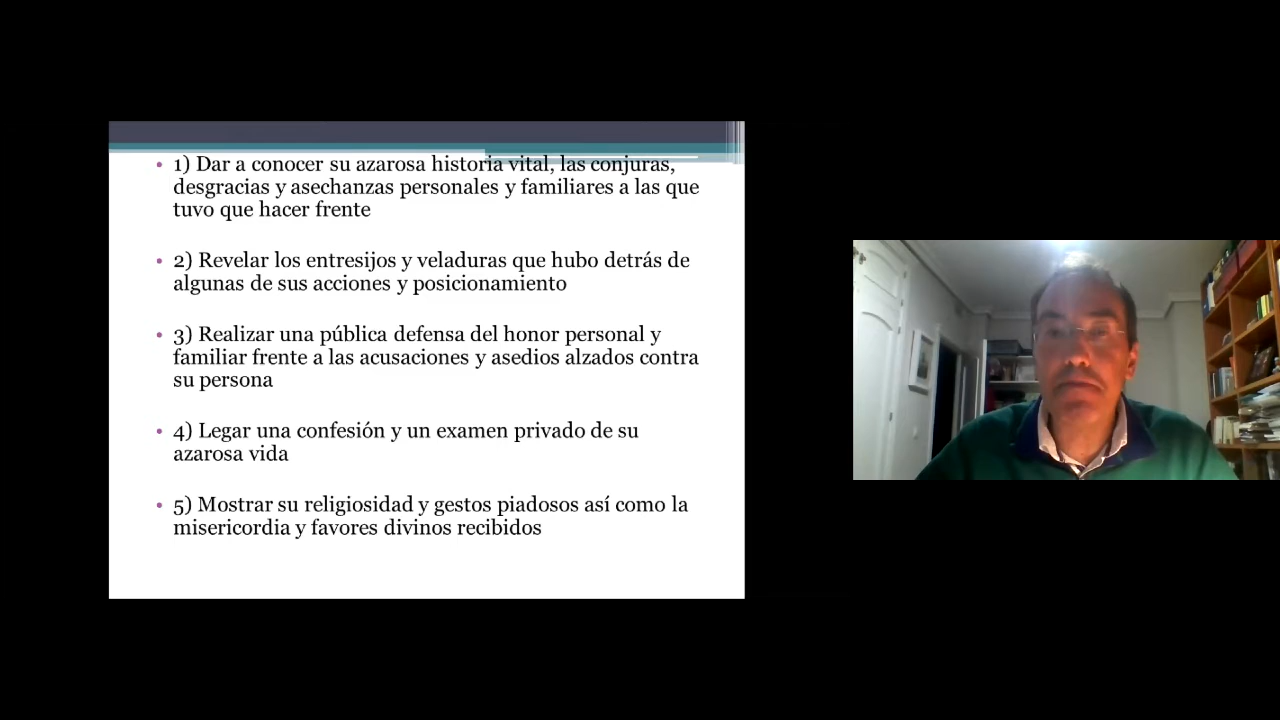 • 1) Dar a conocer su azarosa historia vital, las conjuras,
desgracias y asechanzas personales y familiares a las que
tuvo que hacer frente
• 2) Revelar los entresijos y veladuras que hubo detrás de
algunas de sus acciones y posicionamiento
• 3) Realizar una pública defensa del honor personal y
familiar frente a las acusaciones y asedios alzados contra
su persona
• 4) Legar una confesión y un examen privado de su
azarosa vida
• 5) Mostrar su religiosidad y gestos piadosos así como la
misericordia y favores divinos recibidos